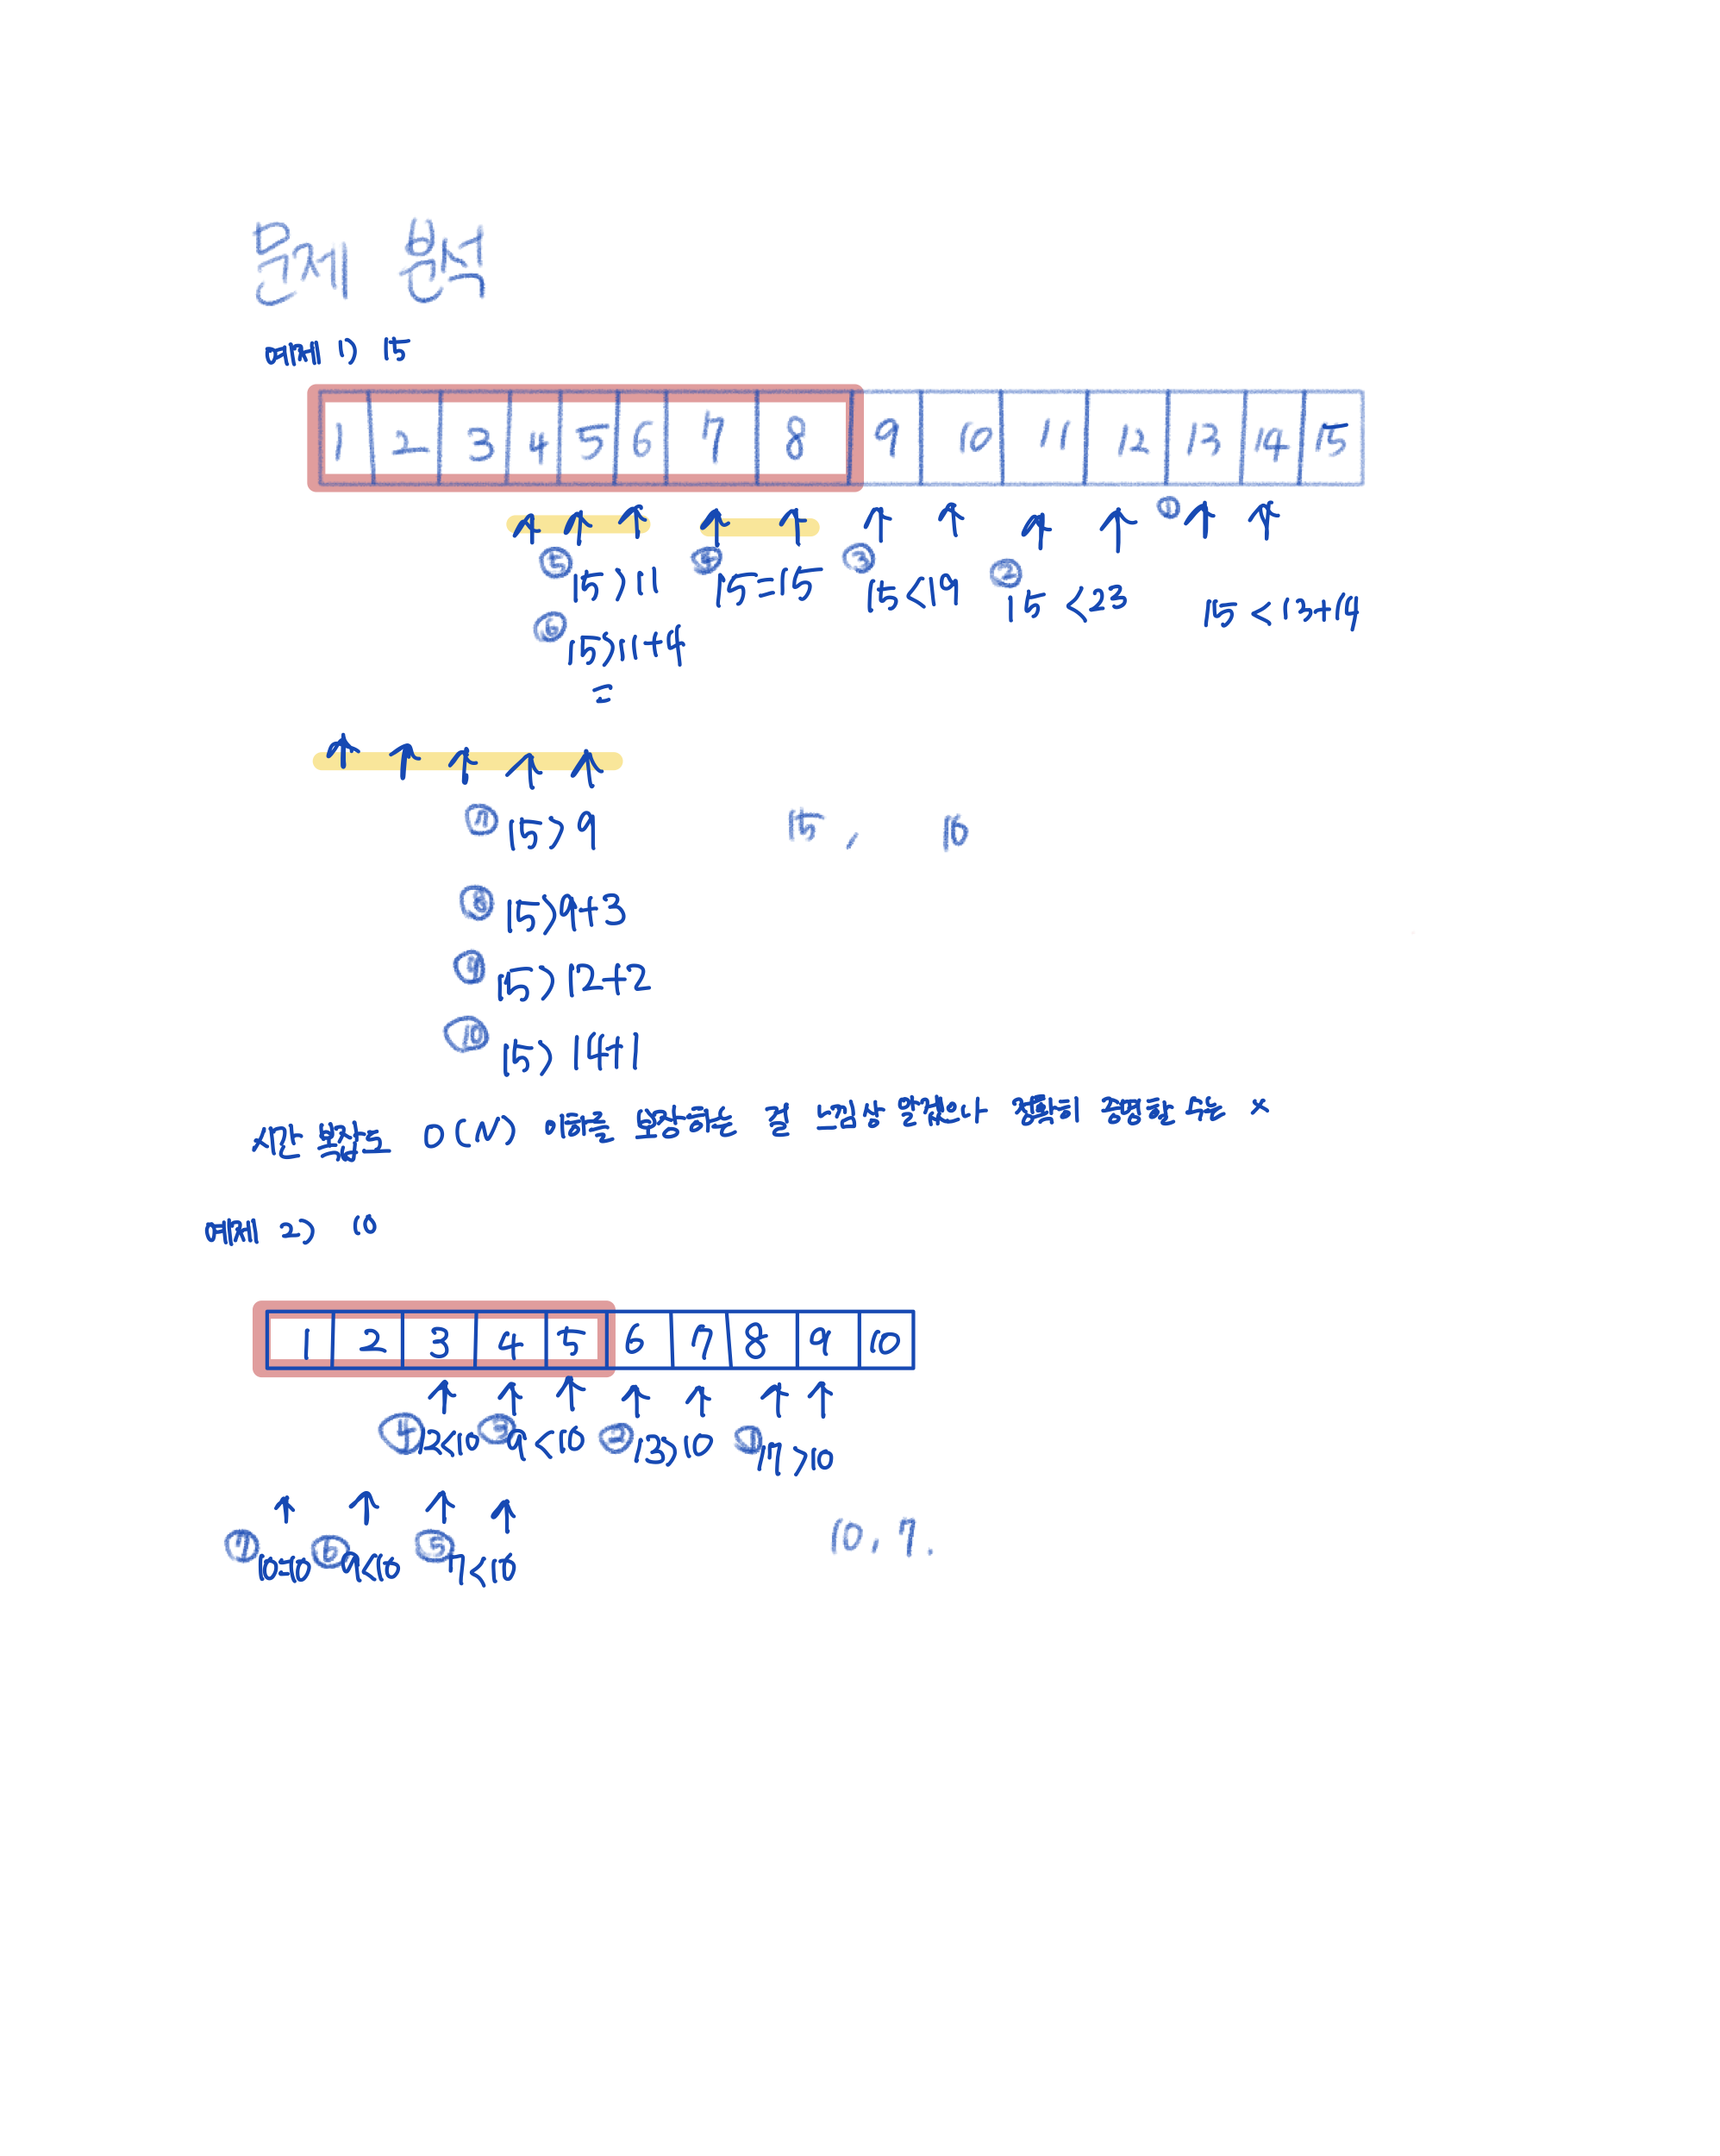 문제 분석
예제 1) 15
1 2 3 4 5 6 7 8 9 10 11 12 13 14 15
①
⑤ 15>11 ④ 15=15 ③ 15<19 ② 15<23 15<13+14
⑥ 15>11+4
=
⑦ 15>9 15, 10
⑧ 15>9+3
⑨ 15>12+2
⑩ 15>14+1
시간 복잡도 O(N) 이하를 보장하는 걸 느낌상 알겠으나 정확히 증명할 수는 x
예제 2) 10
1 2 3 4 5 6 7 8 9 10
④ 12<10 ③ 9<10 ② 13>10 ① 17>10
⑦ 10=10 ⑥ 9<10 ⑤ 7<10 10, 7.